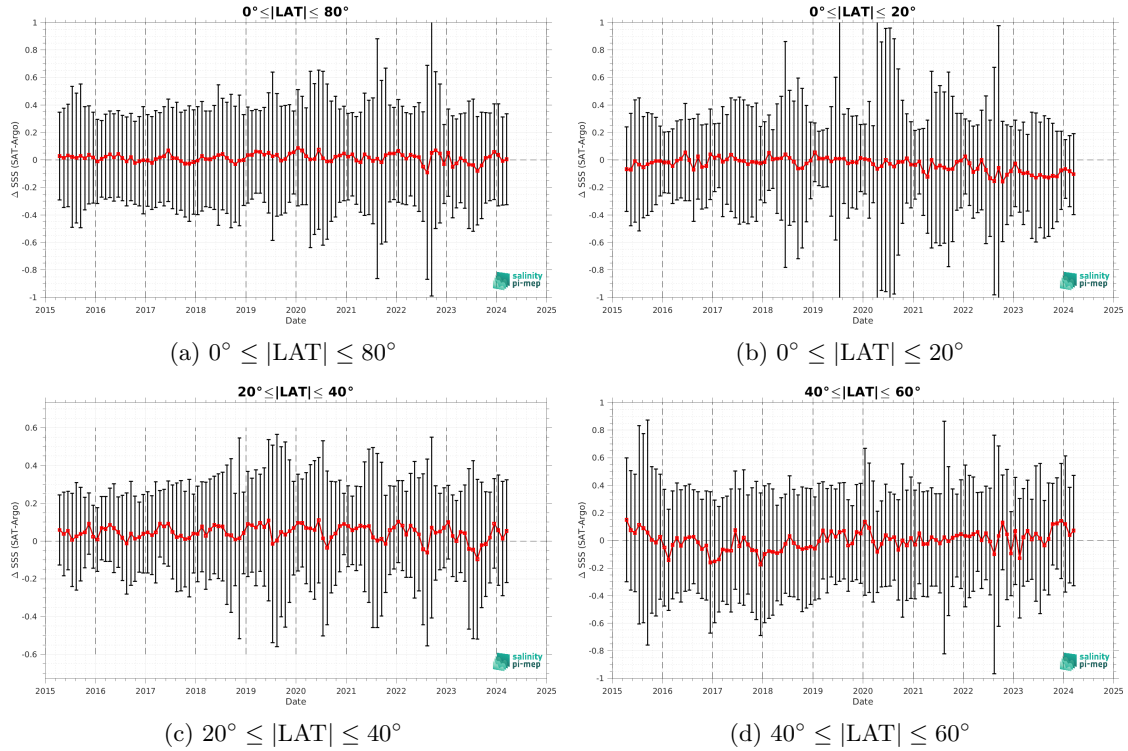 0°≤|LAT|≤ 80°
Δ SSS (SAT-Argo)
1
0.8
0.6
0.4
0.2
0
-0.2
-0.4
-0.6
-0.8
-1
2015 2016 2017 2018 2019 2020 2021 2022 2023 2024 2025
Date
salinity
pi-mep
(a) 0° ≤ |LAT| ≤ 80°
0°≤|LAT|≤ 20°
Δ SSS (SAT-Argo)
1
0.8
0.6
0.4
0.2
0
-0.2
-0.4
-0.6
-0.8
-1
2015 2016 2017 2018 2019 2020 2021 2022 2023 2024 2025
Date
salinity
pi-mep
(b) 0° ≤ |LAT| ≤ 20°
20°≤|LAT|≤ 40°
Δ SSS (SAT-Argo)
0.6
0.4
0.2
0
-0.2
-0.4
-0.6
2015 2016 2017 2018 2019 2020 2021 2022 2023 2024 2025
Date
salinity
pi-mep
(c) 20° ≤ |LAT| ≤ 40°
40°≤|LAT|≤ 60°
Δ SSS (SAT-Argo)
1
0.8
0.6
0.4
0.2
0
-0.2
-0.4
-0.6
-0.8
-1
2015 2016 2017 2018 2019 2020 2021 2022 2023 2024 2025
Date
salinity
pi-mep
(d) 40° ≤ |LAT| ≤ 60°